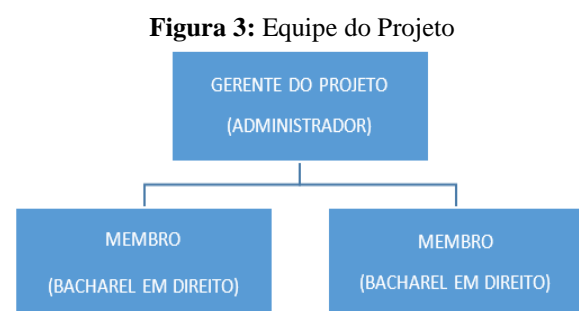 Figura 3: Equipe do Projeto
GERENTE DO PROJETO
(ADMINISTRADOR)
MEMBRO
(BACHAREL EM DIREITO)
MEMBRO
(BACHAREL EM DIREITO)